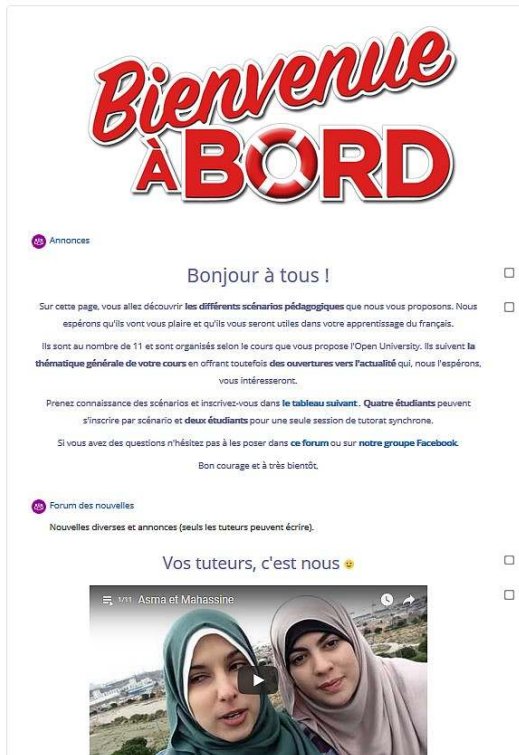 Bienvenue
À BORD
Annonces
Bonjour à tous !
Sur cette page, vous allez découvrir les différents scénarios pédagogiques que nous vous proposons. Nous
espérons qu'ils vont vous plaire et qu'ils vous seront utiles dans votre apprentissage du français.
Ils sont au nombre de 11 et sont organisés selon le cours que vous propose l'Open University. Ils suivent la
thématique générale de votre cours en offrant toutefois des ouvertures vers l'actualité qui, nous l'espérons,
vous intéresseront.
Prenez connaissance des scénarios et inscrivez-vous dans le tableau suivant. Quatre étudiants peuvent
s'inscrire par scénario et deux étudiants pour une seule session de tutorat synchrone.
Si vous avez des questions n'hésitez pas à les poser dans ce forum ou sur notre groupe Facebook.
Bon courage et à très bientôt,
Forum des nouvelles
Nouvelles diverses et annonces (seuls les tuteurs peuvent écrire).
Vos tuteurs, c'est nous
1/11 Asma et Mahassine